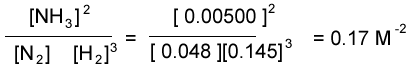 [NH₃]² / [N₂] [H₂]³ = [ 0.00500 ]² / [ 0.048 ][0.145]³ = 0.17 M⁻²